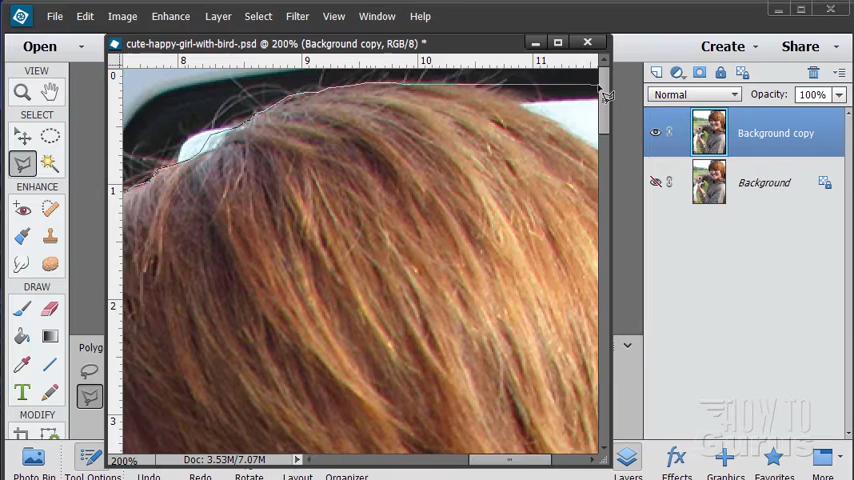 File Edit Image Enhance Layer Select Filter View Window Help
Open
Create
Share
VIEW
SELECT
ENHANCE
DRAW
MODIFY
cute-happy-girl-with-bird-.psd @ 200% (Background copy, RGB/8) *
8 9 10 11
0
1
2
3
Polyg
200% Doc: 3.53M/7.07M
Normal Opacity: 100%
Background copy
Background
HOW TO
GURUS
Photo Bin Tool Options Undo Redo Rotate Layout Organizer
Layers Effects Graphics Favorites More